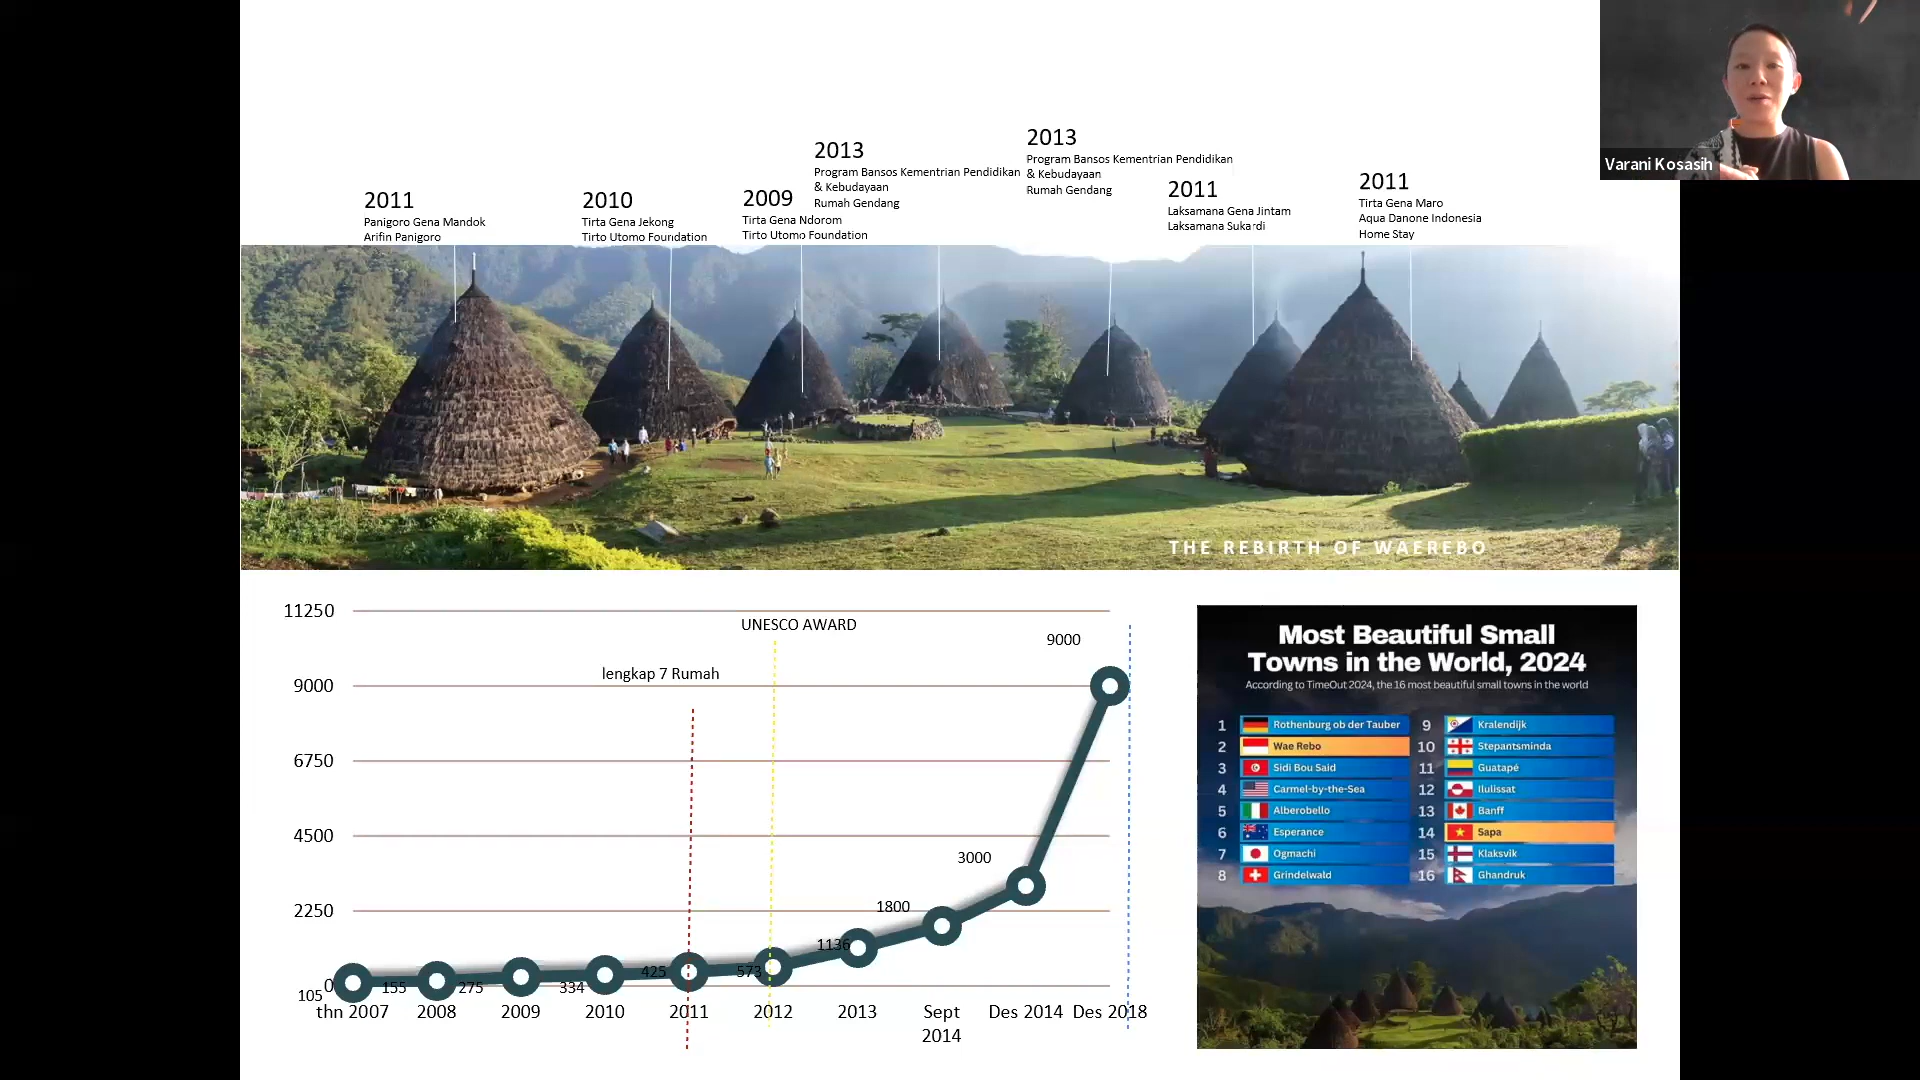 Varani Kosasih
2011
Panigoro Gena Mandok
Arifin Panigoro
2010
Tirta Gena Jekong
Tirto Utomo Foundation
2009
Tirta Gena Ndorom
Tirto Utomo Foundation
2013
Program Bansos Kementrian Pendidikan
& Kebudayaan
Rumah Gendang
2013
Program Bansos Kementrian Pendidikan
& Kebudayaan
Rumah Gendang
2011
Laksamana Gena Jintam
Laksamana Sukardi
2011
Tirta Gena Maro
Aqua Danone Indonesia
Home Stay
THE REBIRTH OF WAEREBO
11250
9000
6750
4500
2250
0
UNESCO AWARD
lengkap 7 Rumah
105
155
275
334
425
573
1136
1800
3000
9000
thn 2007
2008
2009
2010
2011
2012
2013
Sept
2014
Des 2014
Des 2018
Most Beautiful Small
Towns in the World, 2024
According to TimeOut 2024, the 16 most beautiful small towns in the world
1 Rothenburg ob der Tauber
2 Wae Rebo
3 Sidi Bou Said
4 Carmel-by-the-Sea
5 Alberobello
6 Esperance
7 Ogmachi
8 Grindelwald
9 Kralendijk
10 Stepantsminda
11 Guatapé
12 Ilulissat
13 Banff
14 Sapa
15 Klaksvik
16 Ghandruk